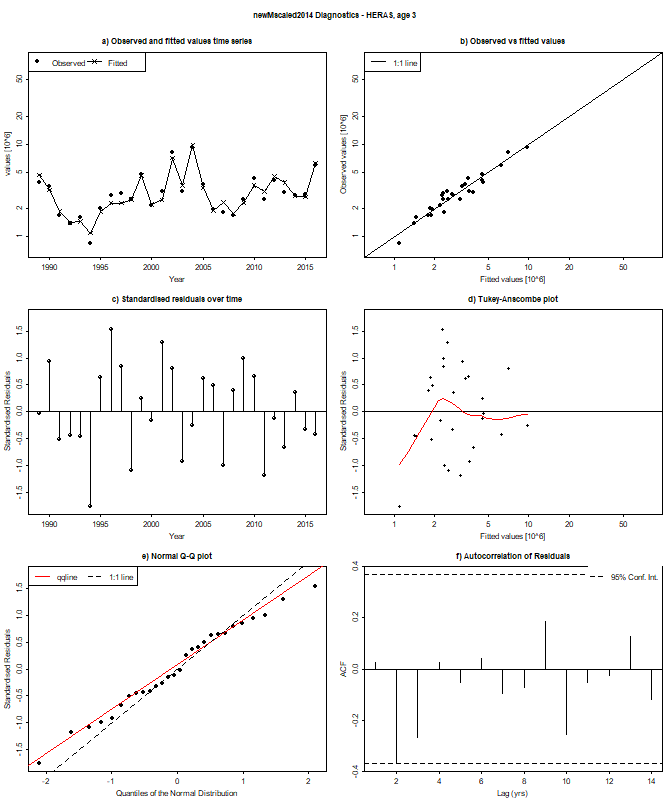 newMscaled2014 Diagnostics - HERAS, age 3
a) Observed and fitted values time series
Observed Fitted
values [10^6]
1 2 5 10 20 50
1990 1995 2000 2005 2010 2015
Year
b) Observed vs fitted values
1:1 line
Observed values [10^6]
1 2 5 10 20 50
1 2 5 10 20 50
Fitted values [10^6]
c) Standardised residuals over time
Standardised Residuals
-1.5 -1.0 -0.5 0.0 0.5 1.0 1.5
1990 1995 2000 2005 2010 2015
Year
d) Tukey-Anscombe plot
Standardised Residuals
-1.5 -1.0 -0.5 0.0 0.5 1.0 1.5
1 2 5 10 20 50
Fitted values [10^6]
e) Normal Q-Q plot
qqline 1:1 line
Standardised Residuals
-1.5 -1.0 -0.5 0.0 0.5 1.0 1.5
-2 -1 0 1 2
Quantiles of the Normal Distribution
f) Autocorrelation of Residuals
95% Conf. Int.
ACF
-0.4 -0.2 0.0 0.2 0.4
2 4 6 8 10 12 14
Lag (yrs)